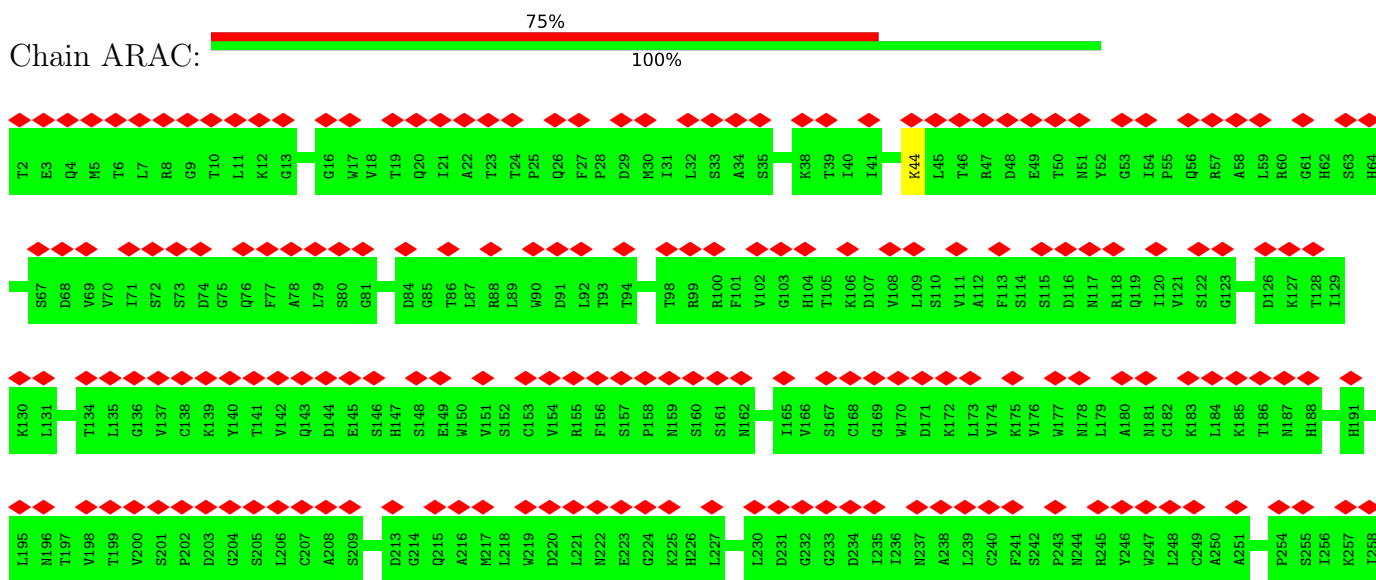 75%
Chain ARAC:
100%
T2 E3 Q4 M5 T6 L7 R8 G9 T10 L11 K12 G13 G16 W17 V18 T19 Q20 I21 A22 T23 T24 P25 Q26 F27 P28 D29 M30 I31 L32 S33 A34 S35 K38 T39 I40 I41 K44 L45 T46 R47 D48 E49 T50 N51 Y52 G53 I54 P55 Q56 R57 A58 L59 R60 G61 H62 S63 H64
S67 D68 V69 V70 I71 S72 S73 D74 G75 Q76 F77 A78 L79 S80 G81 D84 G85 T86 L87 R88 L89 W90 D91 L92 T93 T94 T98 R99 R100 F101 V102 G103 H104 T105 K106 D107 V108 L109 S110 V111 A112 F113 S114 S115 D116 N117 R118 Q119 I120 V121 S122 G123 D126 K127 T128 I129
K130 L131 T134 L135 G136 V137 C138 K139 Y140 T141 V142 Q143 D144 E145 S146 H147 S148 E149 W150 V151 S152 C153 V154 R155 F156 S157 P158 N159 S160 S161 N162 I165 V166 S167 C168 G169 W170 D171 K172 L173 V174 K175 V176 W177 N178 L179 A180 N181 C182 K183 L184 K185 T186 N187 H188 H191
L195 N196 T197 V198 T199 V200 S201 P202 D203 G204 S205 L206 C207 A208 S209 D213 G214 Q215 A216 M217 L218 W219 D220 L221 N222 E223 G224 K225 H226 L227 L230 D231 G232 G233 D234 I235 I236 N237 A238 L239 C240 F241 S242 P243 N244 R245 Y246 W247 L248 C249 A250 A251 P254 S255 I256 K257 I258